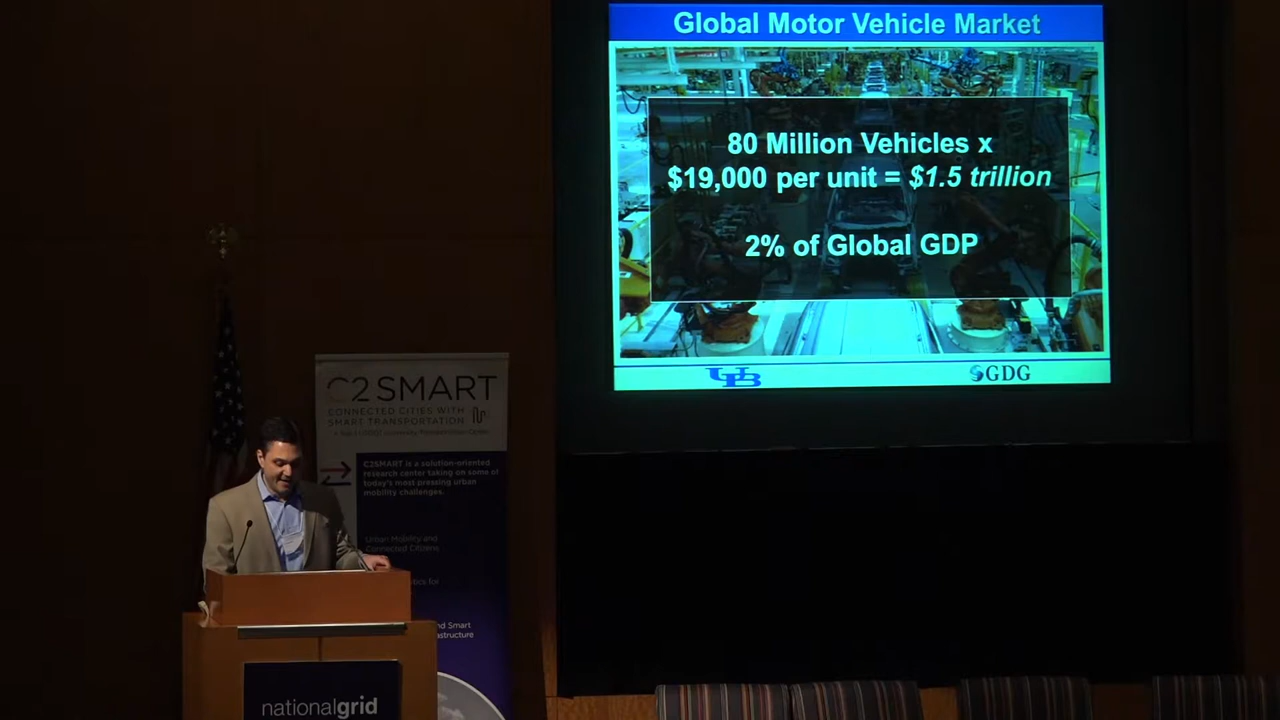 Global Motor Vehicle Market
80 Million Vehicles x
$19,000 per unit = $1.5 trillion
2% of Global GDP
UB
GDG
C2SMART
CONNECTED CITIES WITH
SMART TRANSPORTATION
C2SMART is a solution-oriented
research center taking on some of
today's most pressing urban
mobility challenges.
Urban Mobility and
Connected Citizens
for
nd Smart
astructure
nationalgrid